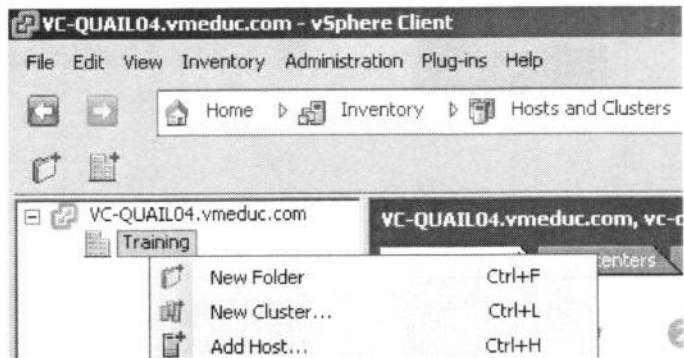 VC-QUAIL04.vmeduc.com - vSphere Client
File Edit View Inventory Administration Plug-ins Help
Home Inventory Hosts and Clusters
VC-QUAIL04.vmeduc.com
VC-QUAIL04.vmeduc.com,
Training
New Folder Ctrl+F
New Cluster... Ctrl+L
Add Host... Ctrl+H